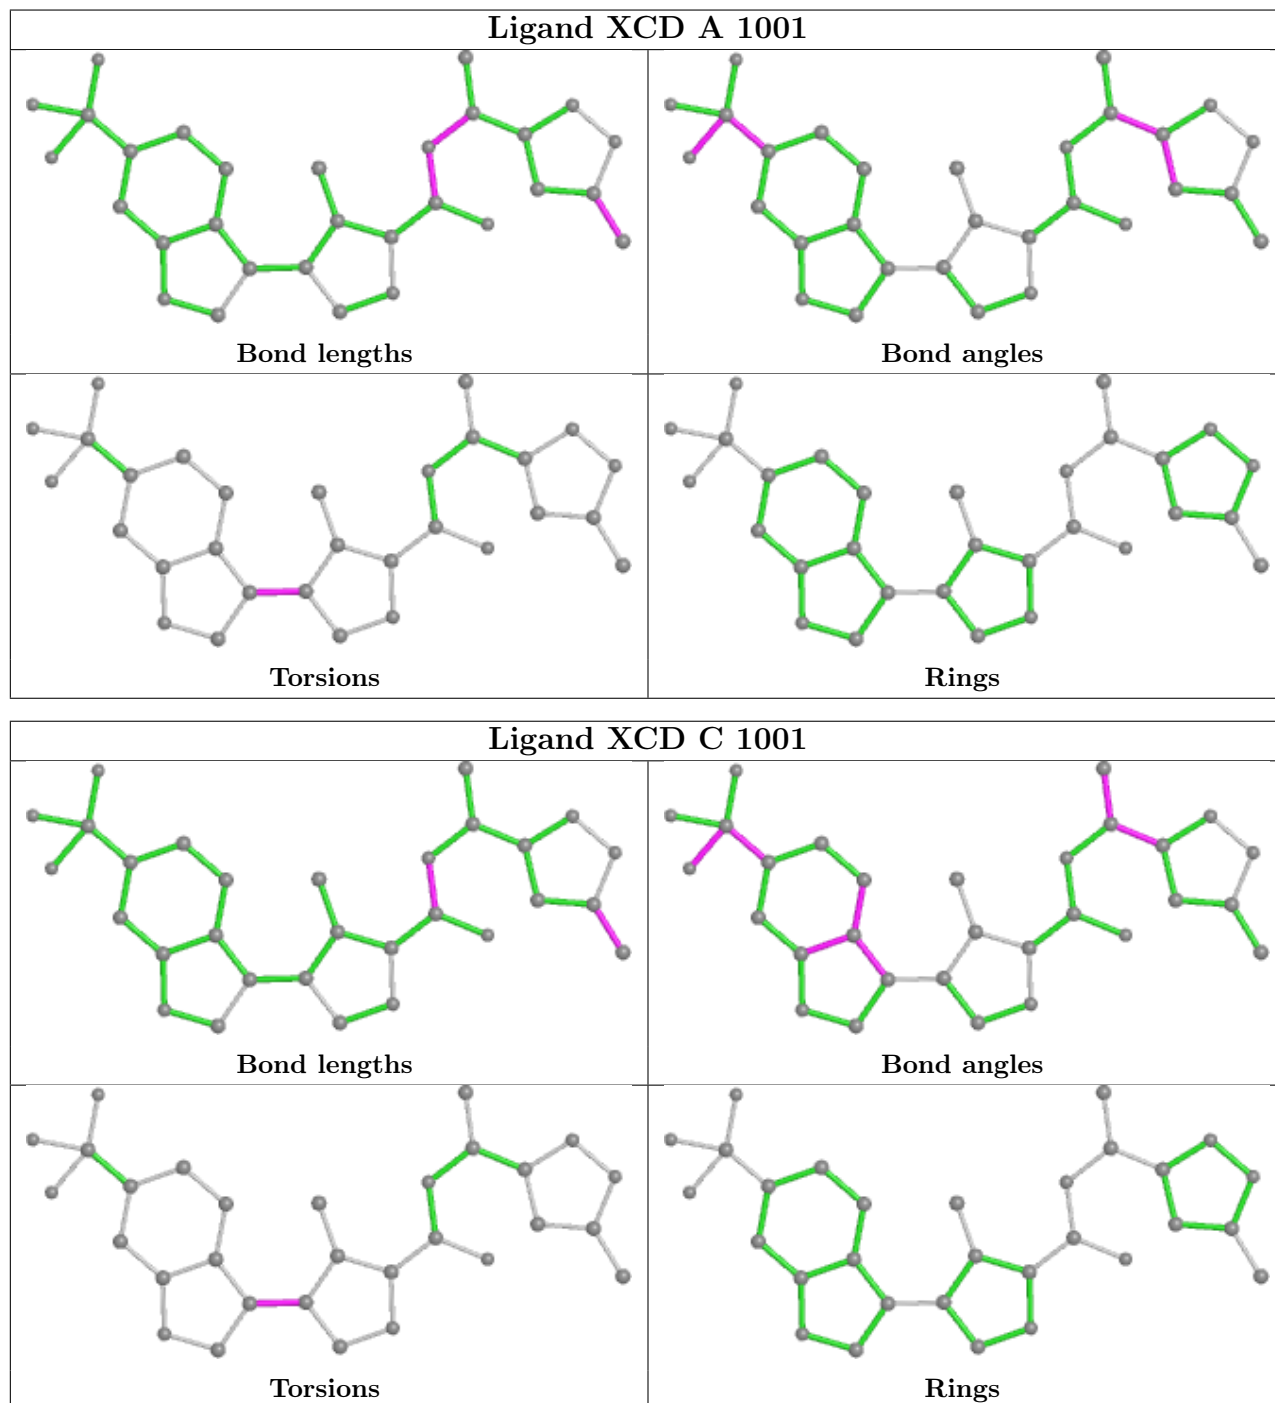 Ligand XCD A 1001
Bond lengths
Bond angles
Torsions
Rings
Ligand XCD C 1001
Bond lengths
Bond angles
Torsions
Rings